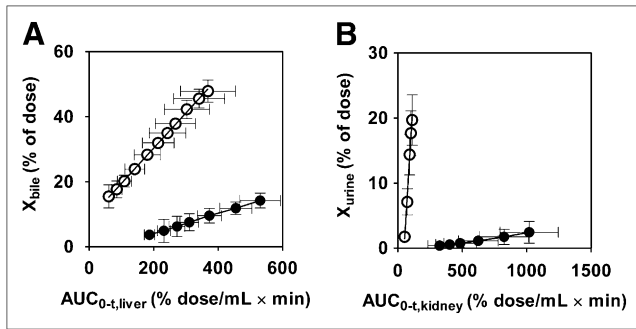 A
B
60
40
20
0
X_bile (% of dose)
0 200 400 600
AUC_0-t,liver (% dose/mL × min)
30
20
10
0
X_urine (% of dose)
0 500 1000 1500
AUC_0-t,kidney (% dose/mL × min)